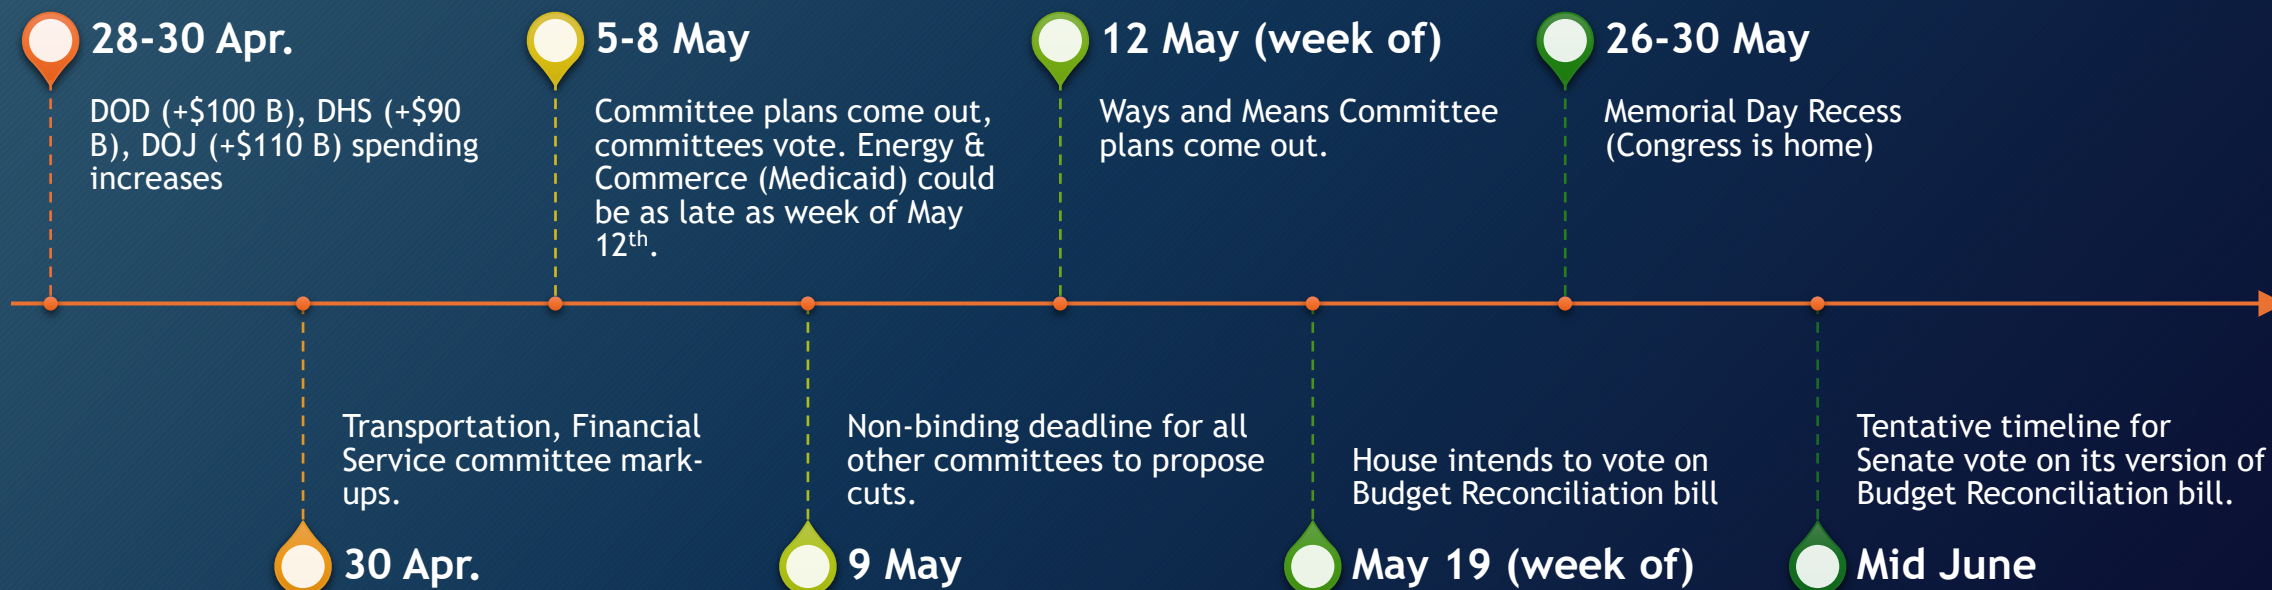 28-30 Apr.
DOD (+$100 B), DHS (+$90
B), DOJ (+$110 B) spending
increases
5-8 May
Committee plans come out,
committees vote. Energy &
Commerce (Medicaid) could
be as late as week of May
12th.
12 May (week of)
Ways and Means Committee
plans come out.
26-30 May
Memorial Day Recess
(Congress is home)
Transportation, Financial
Service committee mark-
ups.
30 Apr.
Non-binding deadline for all
other committees to propose
cuts.
9 May
House intends to vote on
Budget Reconciliation bill
May 19 (week of)
Tentative timeline for
Senate vote on its version of
Budget Reconciliation bill.
Mid June